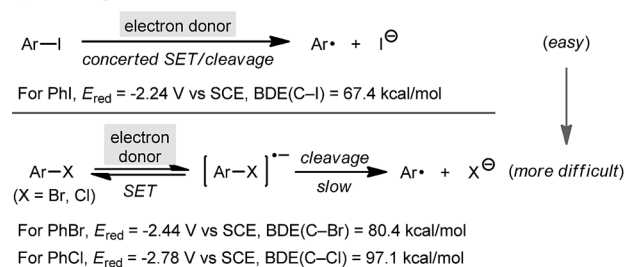 electron donor
Ar–I Ar• + I⊖ (easy)
concerted SET/cleavage
For PhI, Ered = -2.24 V vs SCE, BDE(C–I) = 67.4 kcal/mol
electron
donor
Ar–X [Ar–X]•− cleavage Ar• + X⊖ (more difficult)
(X = Br, Cl) SET slow
For PhBr, Ered = -2.44 V vs SCE, BDE(C–Br) = 80.4 kcal/mol
For PhCl, Ered = -2.78 V vs SCE, BDE(C–Cl) = 97.1 kcal/mol